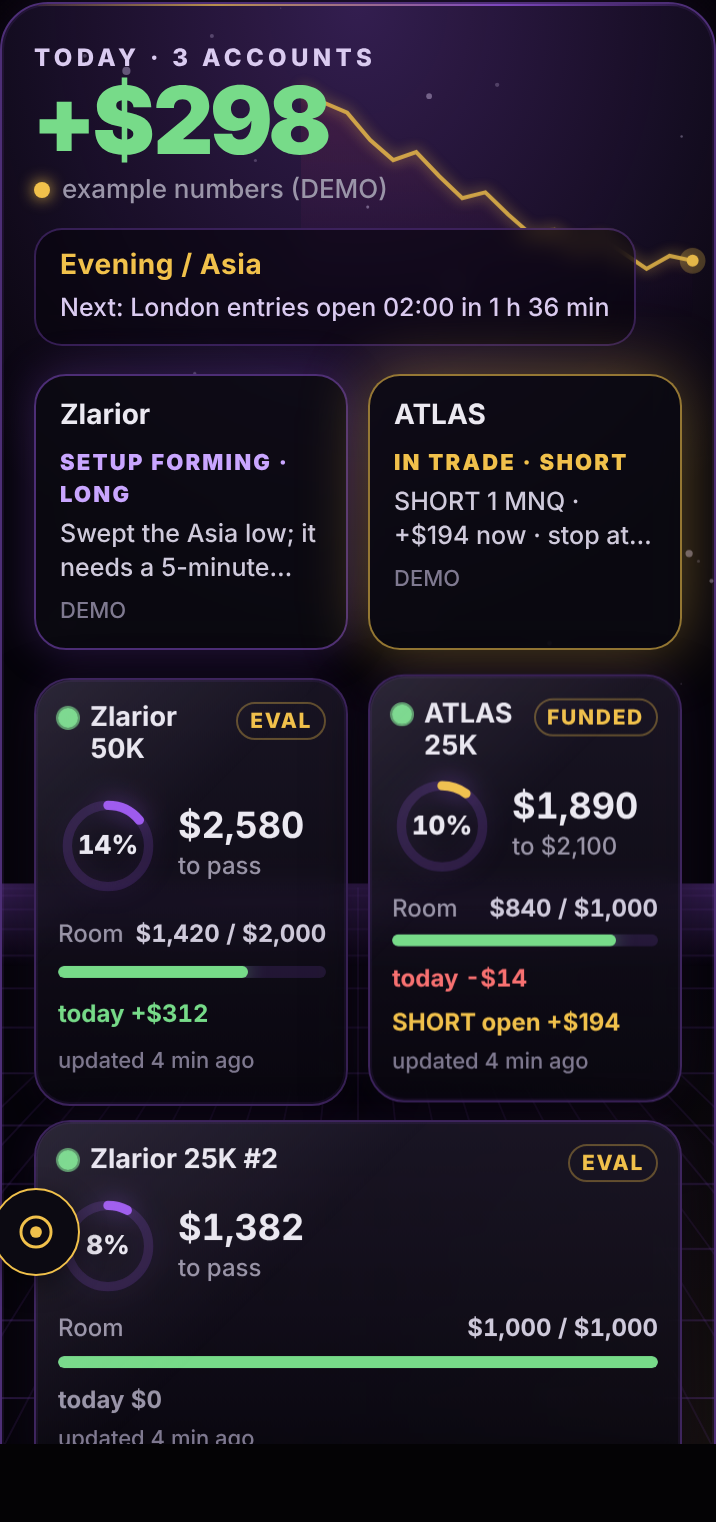 TODAY · 3 ACCOUNTS
+$298
example numbers (DEMO)
Evening / Asia
Next: London entries open 02:00 in 1 h 36 min
Zlarior
SETUP FORMING ·
LONG
Swept the Asia low; it
needs a 5-minute…
DEMO
ATLAS
IN TRADE · SHORT
SHORT 1 MNQ ·
+$194 now · stop at…
DEMO
Zlarior
50K
EVAL
14%
$2,580
to pass
Room $1,420 / $2,000
today +$312
updated 4 min ago
ATLAS
25K
FUNDED
10%
$1,890
to $2,100
Room $840 / $1,000
today -$14
SHORT open +$194
updated 4 min ago
Zlarior 25K #2
EVAL
8%
$1,382
to pass
Room $1,000 / $1,000
today $0
updated 4 min ago